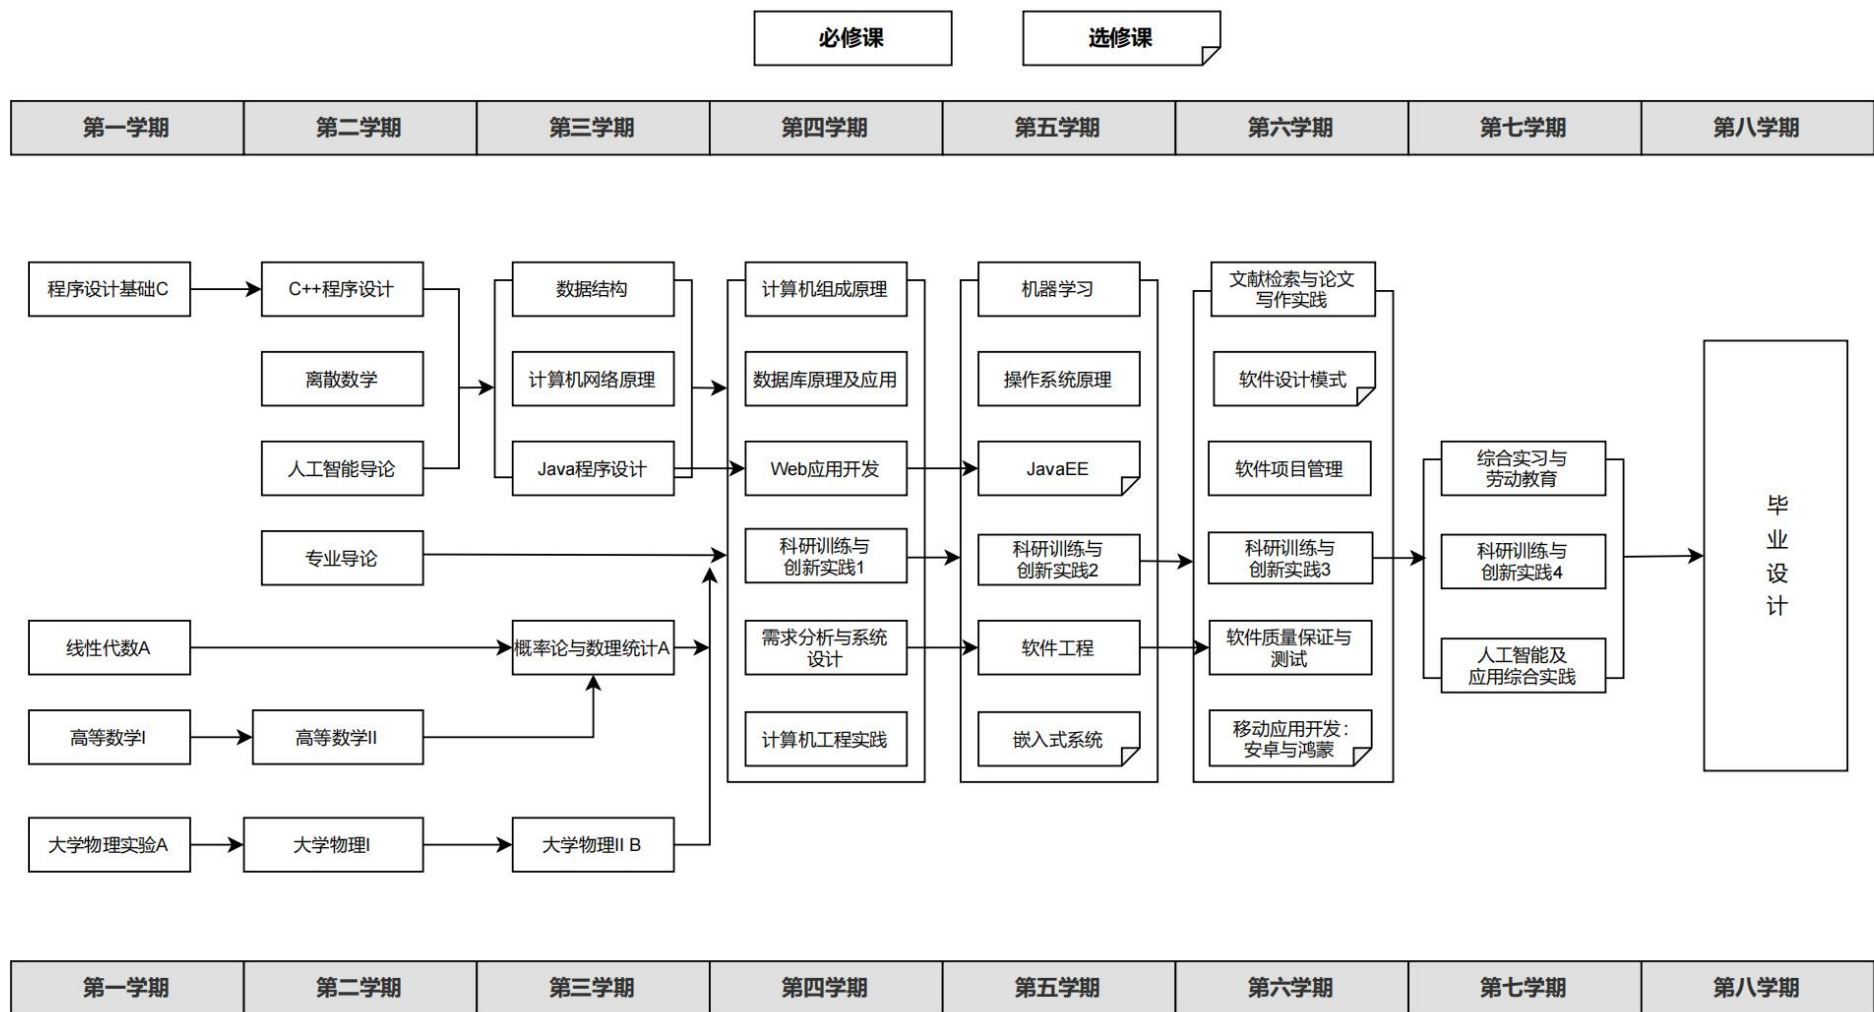 必修课
选修课
第一学期
第二学期
第三学期
第四学期
第五学期
第六学期
第七学期
第八学期
程序设计基础C
C++程序设计
数据结构
计算机组成原理
机器学习
文献检索与论文
写作实践
离散数学
计算机网络原理
数据库原理及应用
操作系统原理
软件设计模式
人工智能导论
Java程序设计
Web应用开发
JavaEE
软件项目管理
综合实习与
劳动教育
专业导论
科研训练与
创新实践1
科研训练与
创新实践2
科研训练与
创新实践3
科研训练与
创新实践4
毕
业
设
计
线性代数A
概率论与数理统计A
需求分析与系统
设计
软件工程
软件质量保证与
测试
人工智能及
应用综合实践
高等数学I
高等数学II
计算机工程实践
嵌入式系统
移动应用开发：
安卓与鸿蒙
大学物理实验A
大学物理I
大学物理II B
第一学期
第二学期
第三学期
第四学期
第五学期
第六学期
第七学期
第八学期